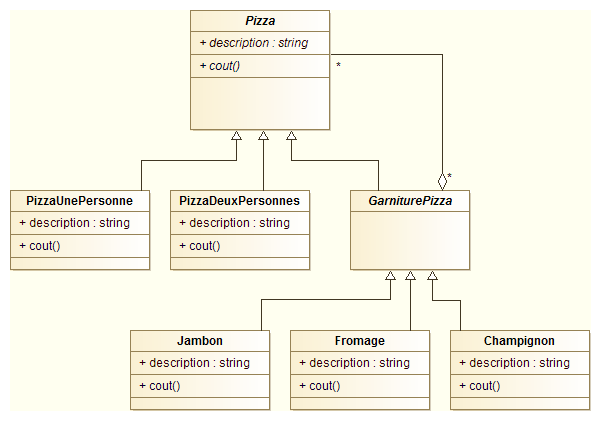 Pizza
+ description : string
+ cout()
*
*
PizzaUnePersonne
+ description : string
+ cout()
PizzaDeuxPersonnes
+ description : string
+ cout()
GarniturePizza
Jambon
+ description : string
+ cout()
Fromage
+ description : string
+ cout()
Champignon
+ description : string
+ cout()